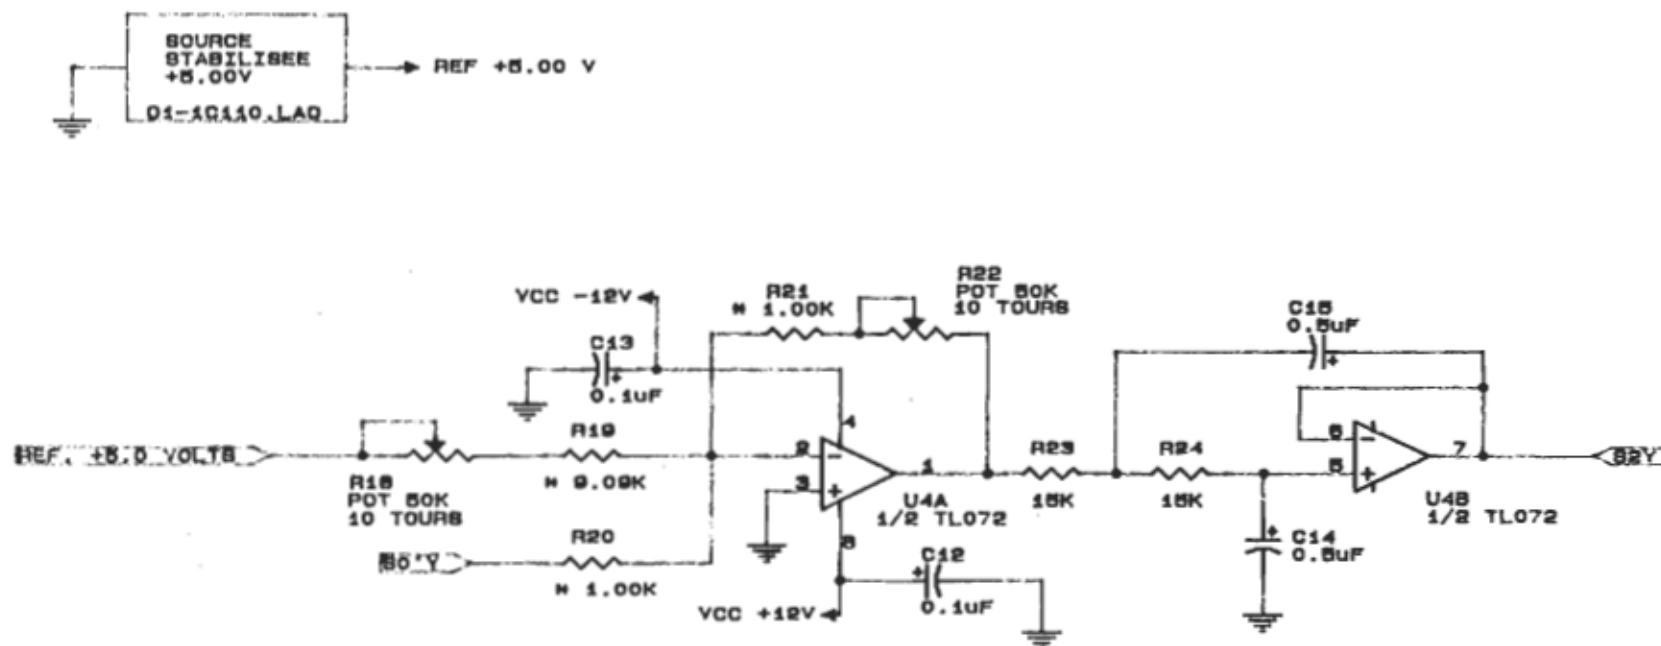 SOURCE
STABILISEE
+5.00V
D1-1C110.LAD
REF +5.00 V
VCC -12V
C13
0.1uF
R21
* 1.00K
R22
POT 50K
10 TOURS
C15
0.5uF
REF. +5.0 VOLTS
R18
POT 50K
10 TOURS
R19
* 9.09K
2
3
4
1
8
U4A
1/2 TL072
R20
* 1.00K
SO'Y
VCC +12V
C12
0.1uF
R23
15K
R24
15K
6
5
7
U4B
1/2 TL072
C14
0.5uF
S2Y